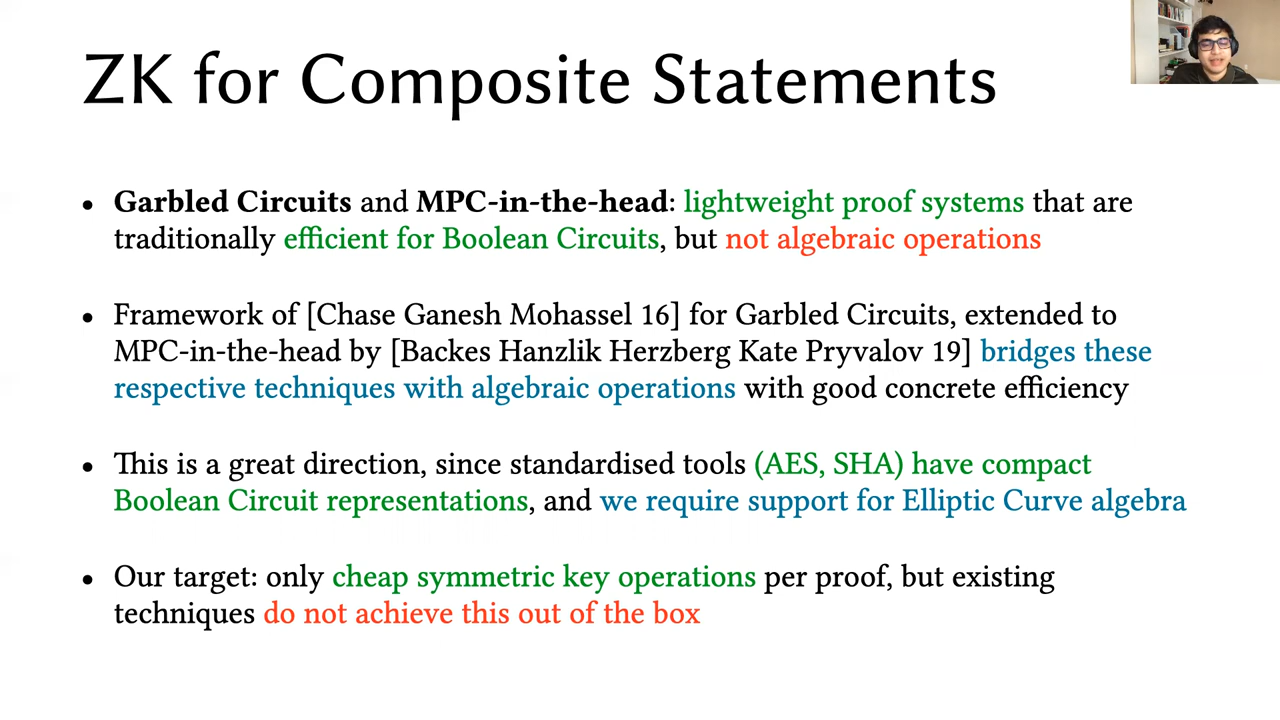 ZK for Composite Statements
• Garbled Circuits and MPC-in-the-head: lightweight proof systems that are
traditionally efficient for Boolean Circuits, but not algebraic operations
• Framework of [Chase Ganesh Mohassel 16] for Garbled Circuits, extended to
MPC-in-the-head by [Backes Hanzlik Herzberg Kate Pryvalov 19] bridges these
respective techniques with algebraic operations with good concrete efficiency
• This is a great direction, since standardised tools (AES, SHA) have compact
Boolean Circuit representations, and we require support for Elliptic Curve algebra
• Our target: only cheap symmetric key operations per proof, but existing
techniques do not achieve this out of the box